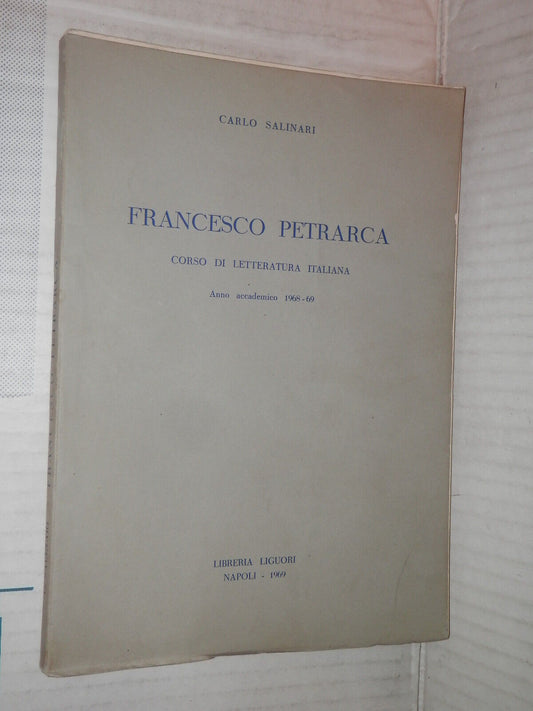 CARLO SALINARI
FRANCESCO PETRARCA
CORSO DI LETTERATURA ITALIANA
Anno accademico 1968-69
LIBRERIA LIGUORI
NAPOLI - 1969